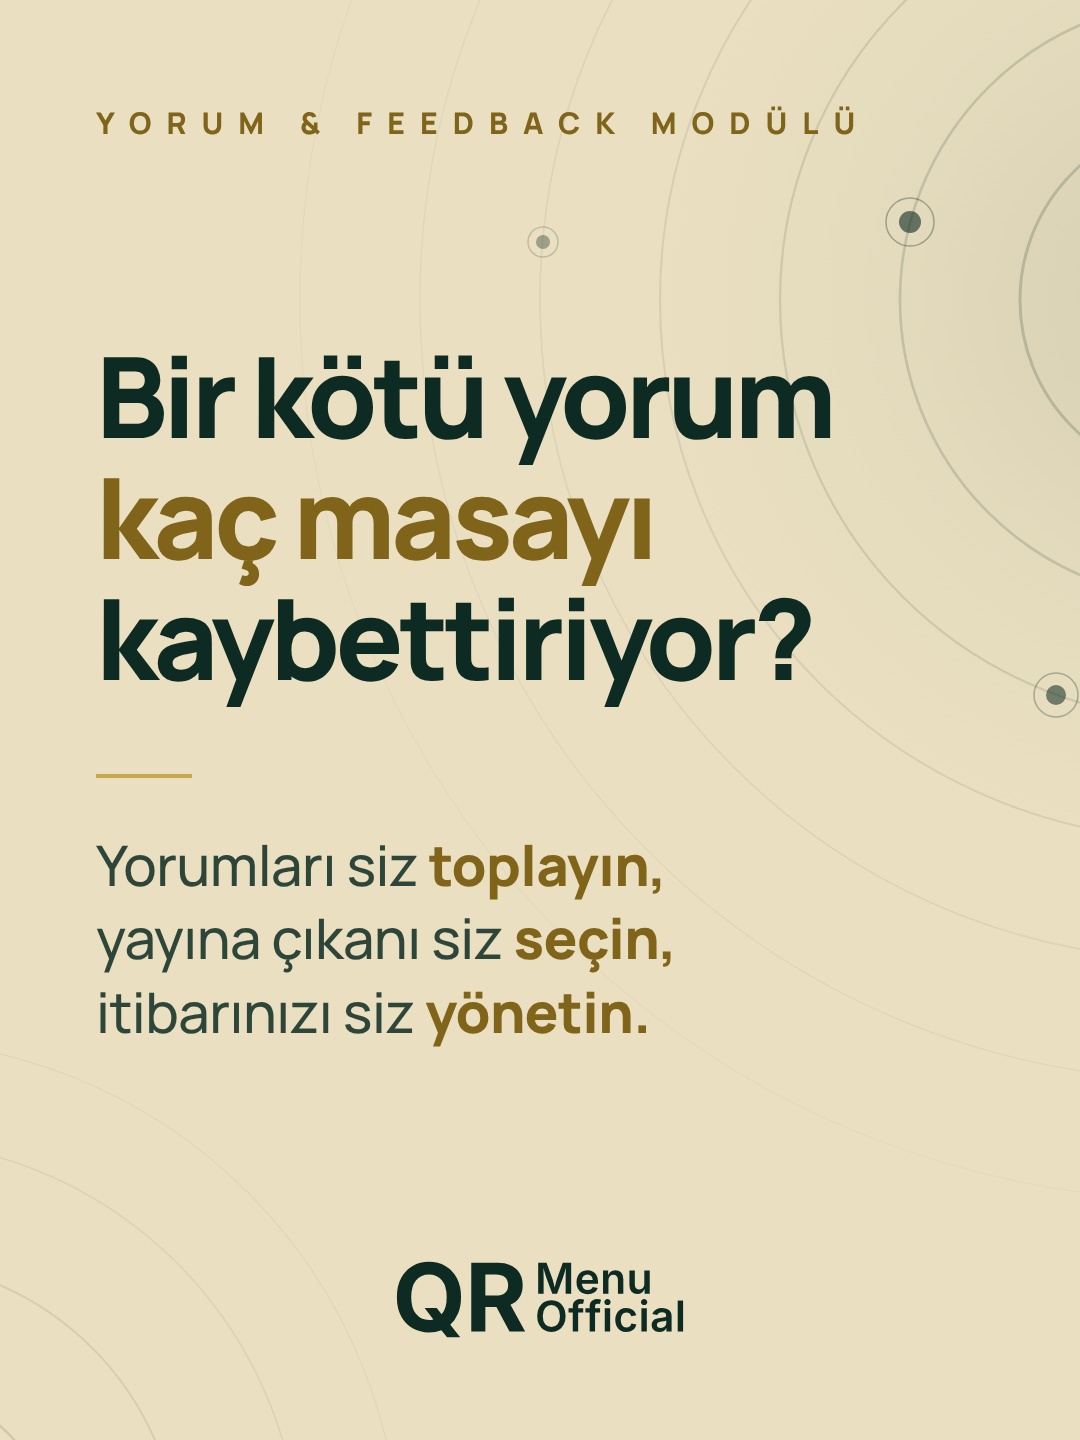 YORUM & FEEDBACK MODÜLÜ
Bir kötü yorum
kaç masayı
kaybettiriyor?
Yorumları siz toplayın,
yayına çıkanı siz seçin,
itibarınızı siz yönetin.
QR Menu
Official